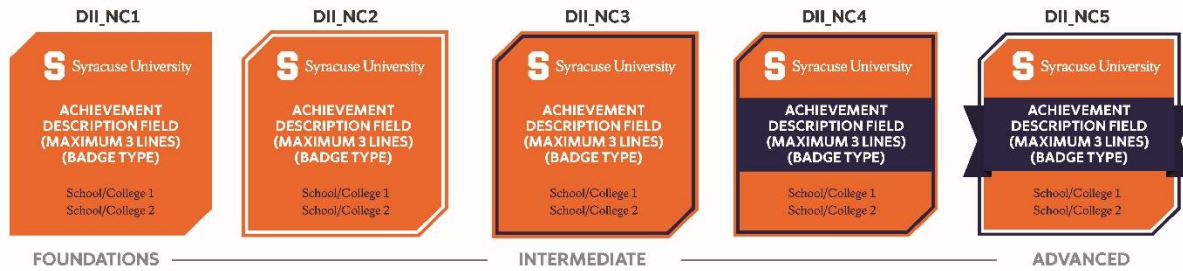 DII_NC1
S Syracuse University
ACHIEVEMENT
DESCRIPTION FIELD
(MAXIMUM 3 LINES)
(BADGE TYPE)
School/College 1
School/College 2
DII_NC2
S Syracuse University
ACHIEVEMENT
DESCRIPTION FIELD
(MAXIMUM 3 LINES)
(BADGE TYPE)
School/College 1
School/College 2
DII_NC3
S Syracuse University
ACHIEVEMENT
DESCRIPTION FIELD
(MAXIMUM 3 LINES)
(BADGE TYPE)
School/College 1
School/College 2
DII_NC4
S Syracuse University
ACHIEVEMENT
DESCRIPTION FIELD
(MAXIMUM 3 LINES)
(BADGE TYPE)
School/College 1
School/College 2
DII_NC5
S Syracuse University
ACHIEVEMENT
DESCRIPTION FIELD
(MAXIMUM 3 LINES)
(BADGE TYPE)
School/College 1
School/College 2
FOUNDATIONS
INTERMEDIATE
ADVANCED